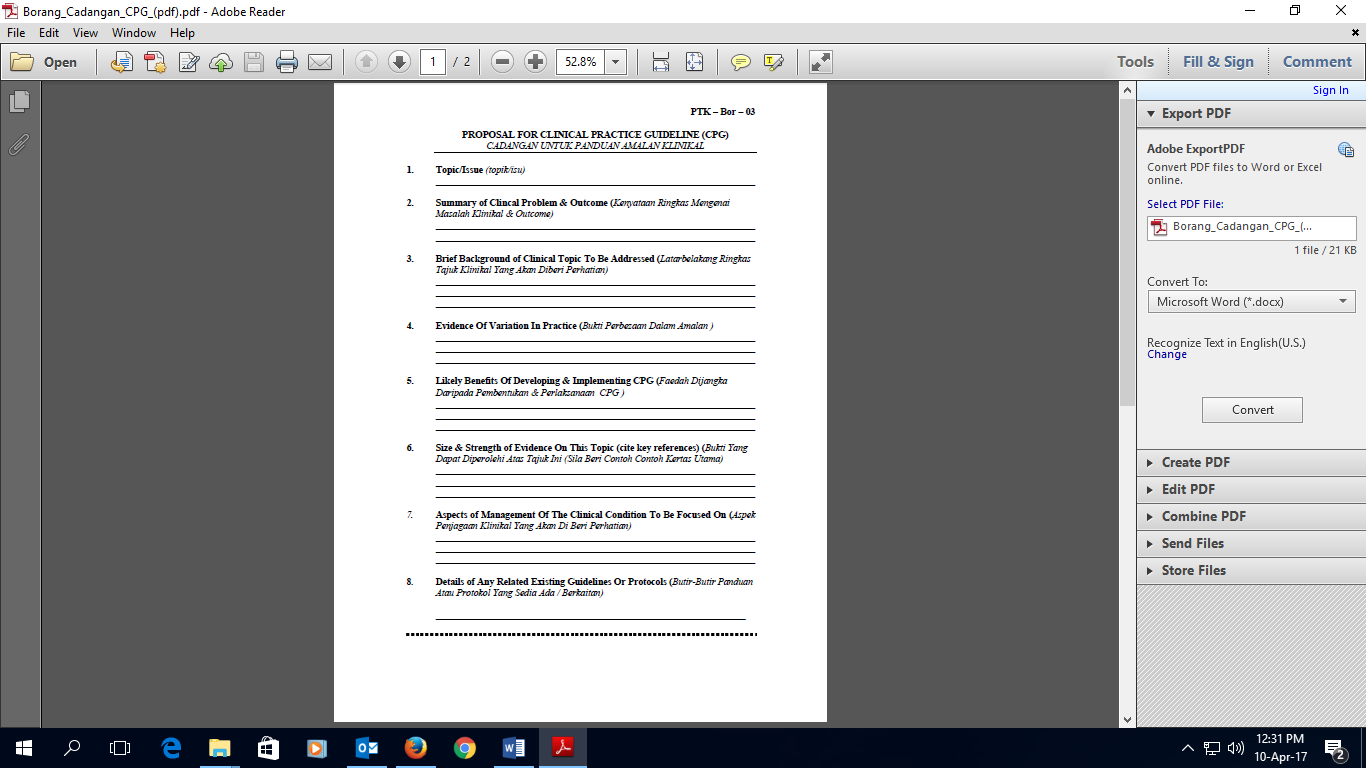 Borang_Cadangan_CPG_(pdf).pdf - Adobe Reader
File Edit View Window Help
Open 1 / 2 52.8% Tools Fill & Sign Comment
Sign In
PTK – Bor – 03
PROPOSAL FOR CLINICAL PRACTICE GUIDELINE (CPG)
CADANGAN UNTUK PANDUAN AMALAN KLINIKAL
1. Topic/Issue (topik/isu)
2. Summary of Clincal Problem & Outcome (Kenyataan Ringkas Mengenai
Masalah Klinikal & Outcome)
3. Brief Background of Clinical Topic To Be Addressed (Latarbelakang Ringkas
Tajuk Klinikal Yang Akan Diberi Perhatian)
4. Evidence Of Variation In Practice (Bukti Perbezaan Dalam Amalan )
5. Likely Benefits Of Developing & Implementing CPG (Faedah Dijangka
Daripada Pembentukan & Perlaksanaan CPG )
6. Size & Strength of Evidence On This Topic (cite key references) (Bukti Yang
Dapat Diperolehi Atas Tajuk Ini (Sila Beri Contoh Contoh Kertas Utama)
7. Aspects of Management Of The Clinical Condition To Be Focused On (Aspek
Penjagaan Klinikal Yang Akan Di Beri Perhatian)
8. Details of Any Related Existing Guidelines Or Protocols (Butir-Butir Panduan
Atau Protokol Yang Sedia Ada / Berkaitan)
Export PDF
Adobe ExportPDF
Convert PDF files to Word or Excel
online.
Select PDF File:
Borang_Cadangan_CPG_(...
1 file / 21 KB
Convert To:
Microsoft Word (*.docx)
Recognize Text in English(U.S.)
Change
Convert
Create PDF
Edit PDF
Combine PDF
Send Files
Store Files
12:31 PM
10-Apr-17
2